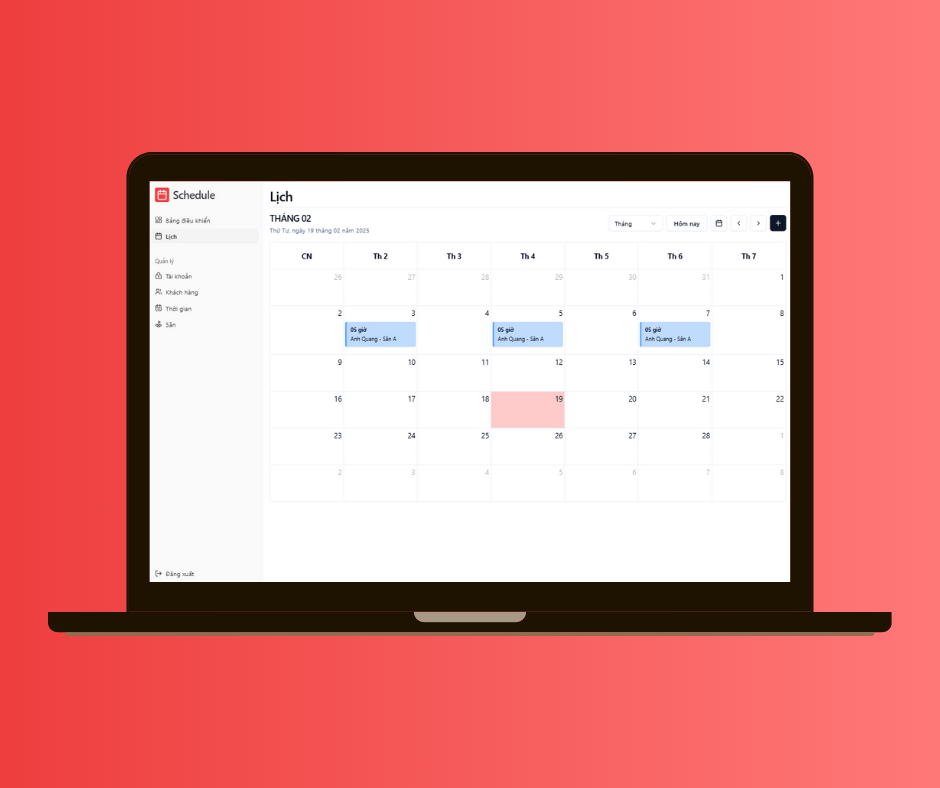 Schedule
Bảng điều khiển
Lịch
Quản lý
Tài khoản
Khách hàng
Thời gian
Sân
Đăng xuất
Lịch
THÁNG 02
Thứ Tư, ngày 19 tháng 02 năm 2025
Tháng
Hôm nay
CN Th 2 Th 3 Th 4 Th 5 Th 6 Th 7
26 27 28 29 30 31 1
2 3 4 5 6 7 8
05 giờ 05 giờ 05 giờ
Anh Quang - Sân A Anh Quang - Sân A Anh Quang - Sân A
9 10 11 12 13 14 15
16 17 18 19 20 21 22
23 24 25 26 27 28 1
2 3 4 5 6 7 8